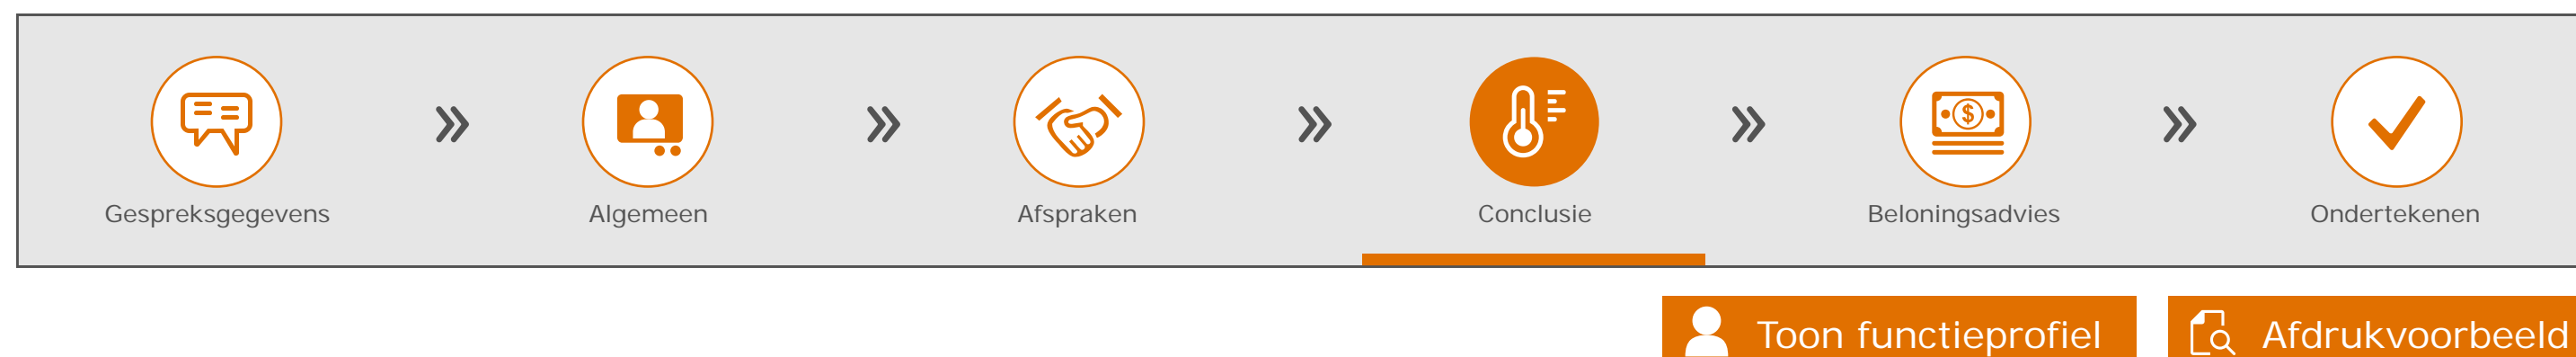 Gespreksgegevens
Algemeen
Afspraken
Conclusie
Beloningsadvies
Ondertekenen
Toon functieprofiel
Afdrukvoorbeeld